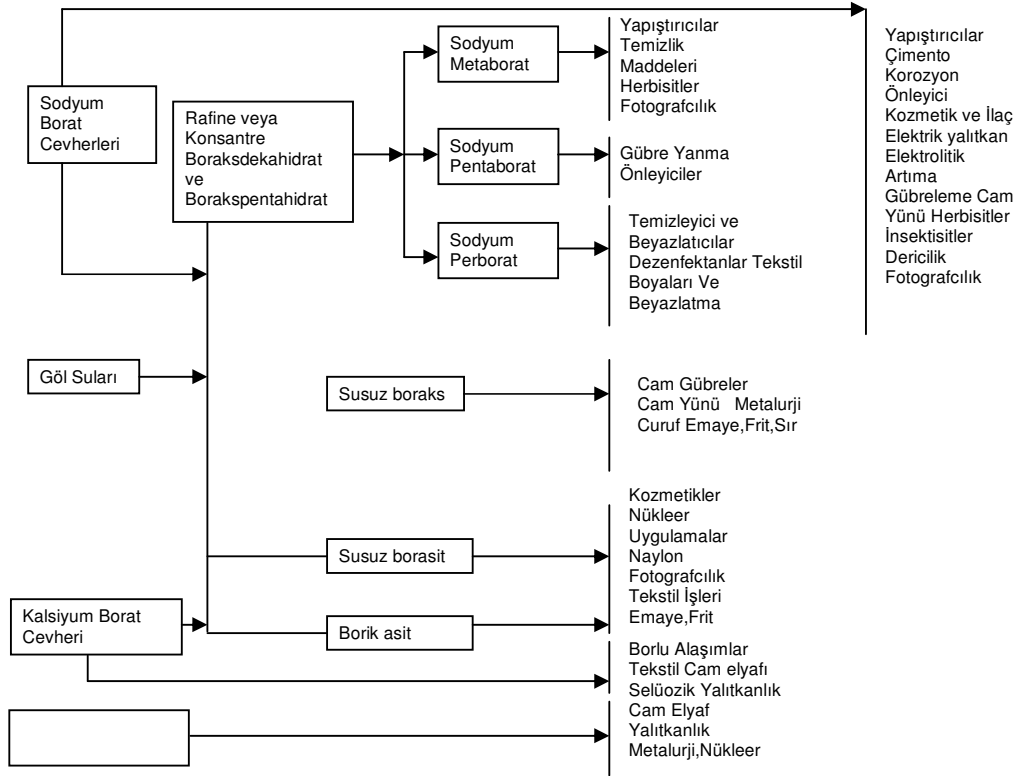 Sodyum
Borat
Cevherleri
Rafine veya
Konsantre
Boraksdekahidrat
ve
Borakspentahidrat
Sodyum
Metaborat
Yapıştırıcılar
Temizlik
Maddeleri
Herbisitler
Fotografcılık
Sodyum
Pentaborat
Gübre Yanma
Önleyiciler
Sodyum
Perborat
Temizleyici ve
Beyazlatıcılar
Dezenfektanlar Tekstil
Boyaları Ve
Beyazlatma
Yapıştırıcılar
Çimento
Korozyon
Önleyici
Kozmetik ve İlaç
Elektrik yalıtkan
Elektrolitik
Artıma
Gübreleme Cam
Yünü Herbisitler
İnsektisitler
Dericilik
Fotografcılık
Göl Suları
Susuz boraks
Cam Gübreler
Cam Yünü Metalurji
Curuf Emaye,Frit,Sır
Susuz borasit
Kozmetikler
Nükleer
Uygulamalar
Naylon
Fotografcılık
Tekstil İşleri
Emaye,Frit
Kalsiyum Borat
Cevheri
Borik asit
Borlu Alaşımlar
Tekstil Cam elyafı
Selüozik Yalıtkanlık
Cam Elyaf
Yalıtkanlık
Metalurji,Nükleer